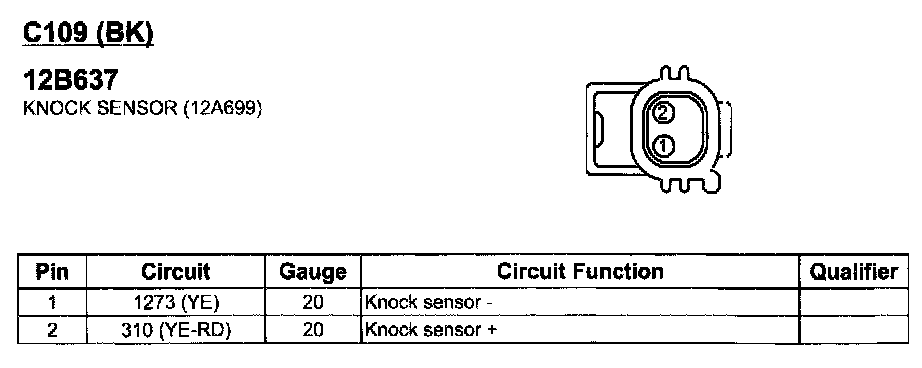 C109 (BK)
12B637
KNOCK SENSOR (12A699)
2
1
Pin Circuit Gauge Circuit Function Qualifier
1 1273 (YE) 20 Knock sensor -
2 310 (YE-RD) 20 Knock sensor +